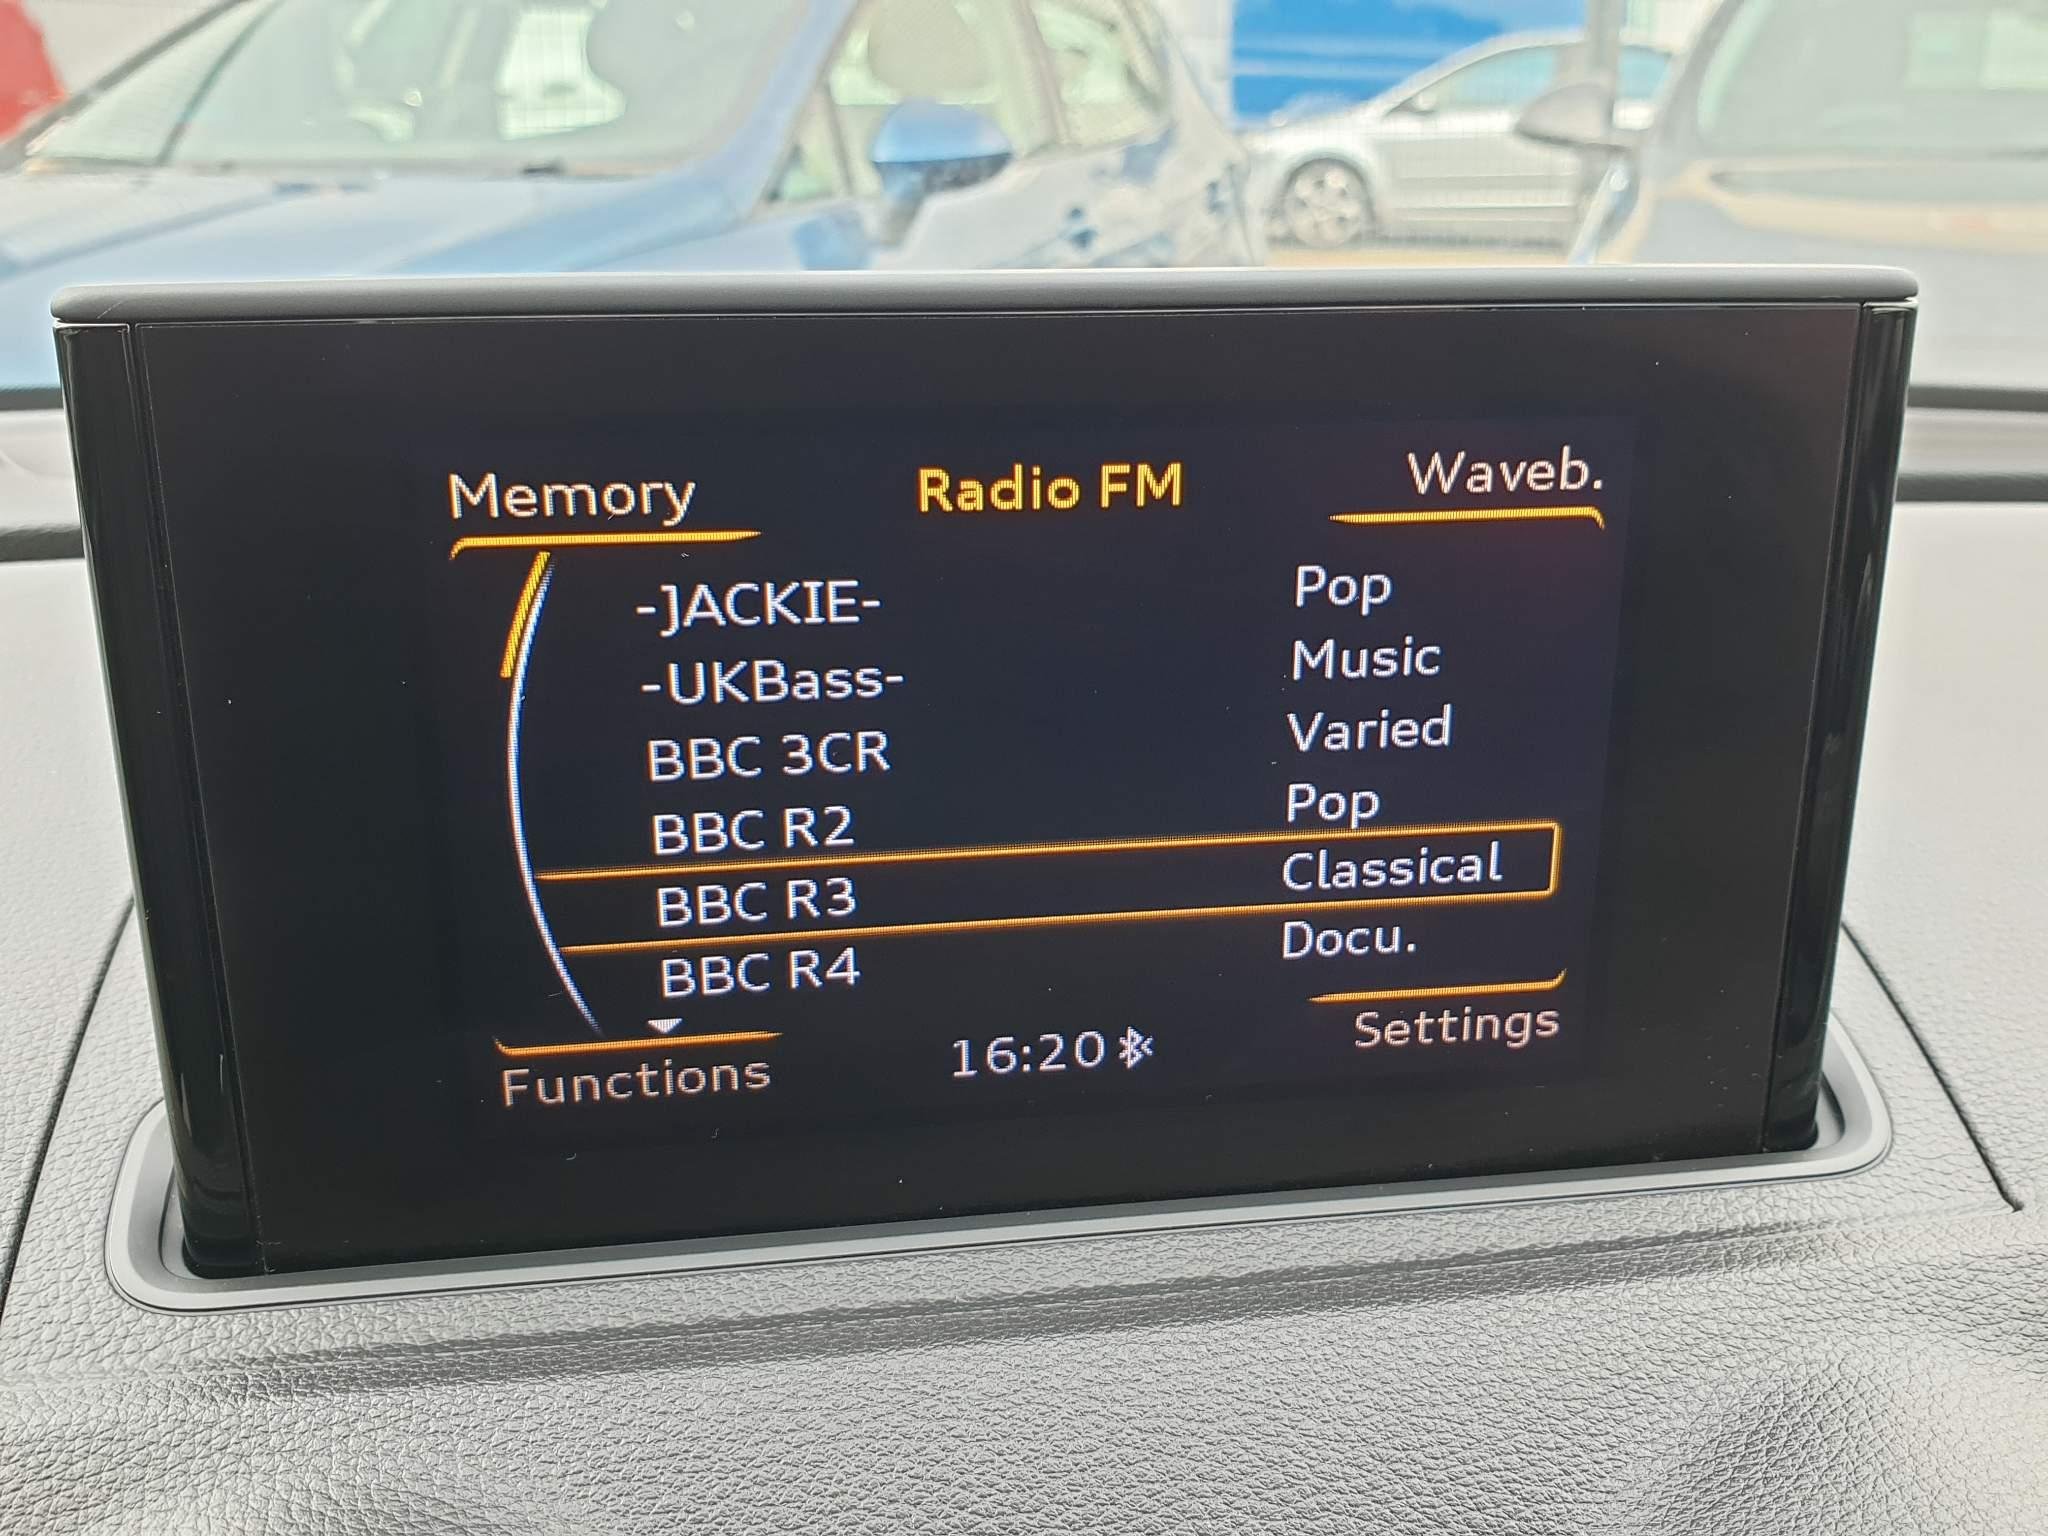 Memory Radio FM Waveb.
-JACKIE- Pop
-UKBass- Music
BBC 3CR Varied
BBC R2 Pop
BBC R3 Classical
BBC R4 Docu.
Functions 16:20 Settings